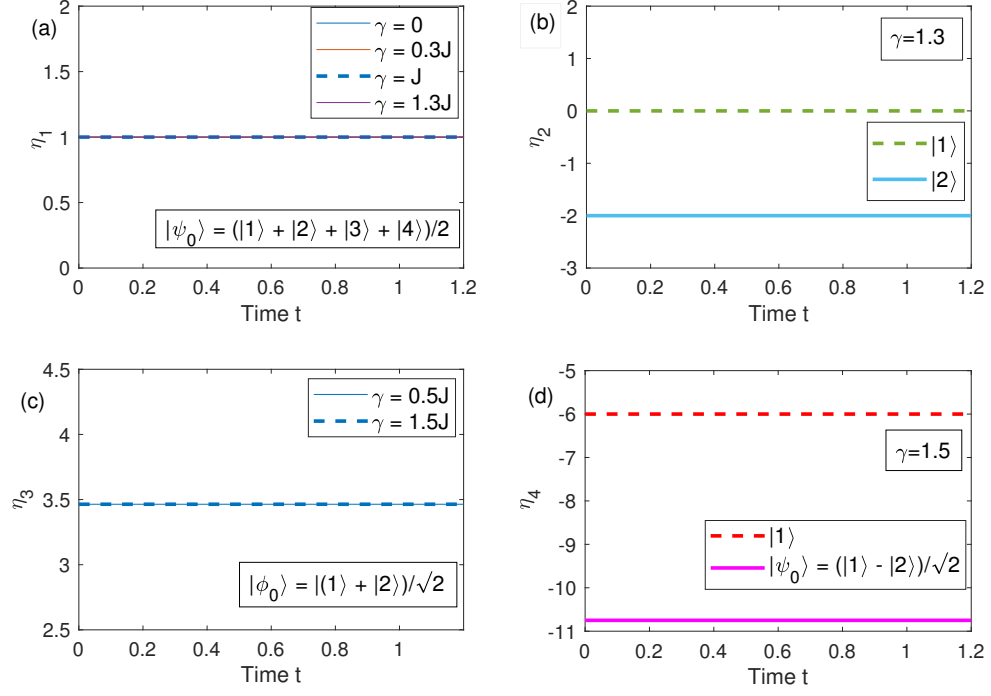 (a)
η1
2
1.5
1
0.5
0
γ = 0
γ = 0.3J
γ = J
γ = 1.3J
|ψ0⟩ = (|1⟩ + |2⟩ + |3⟩ + |4⟩)/2
0 0.2 0.4 0.6 0.8 1 1.2
Time t
(b)
η2
2
1
0
-1
-2
-3
γ=1.3
|1⟩
|2⟩
0 0.2 0.4 0.6 0.8 1 1.2
Time t
(c)
η3
4.5
4
3.5
3
2.5
γ = 0.5J
γ = 1.5J
|ϕ0⟩ = |(1⟩ + |2⟩)/√2
0 0.2 0.4 0.6 0.8 1
Time t
(d)
η4
-5
-6
-7
-8
-9
-10
-11
γ=1.5
|1⟩
|ψ0⟩ = (|1⟩ - |2⟩)/√2
0 0.2 0.4 0.6 0.8 1 1.2
Time t